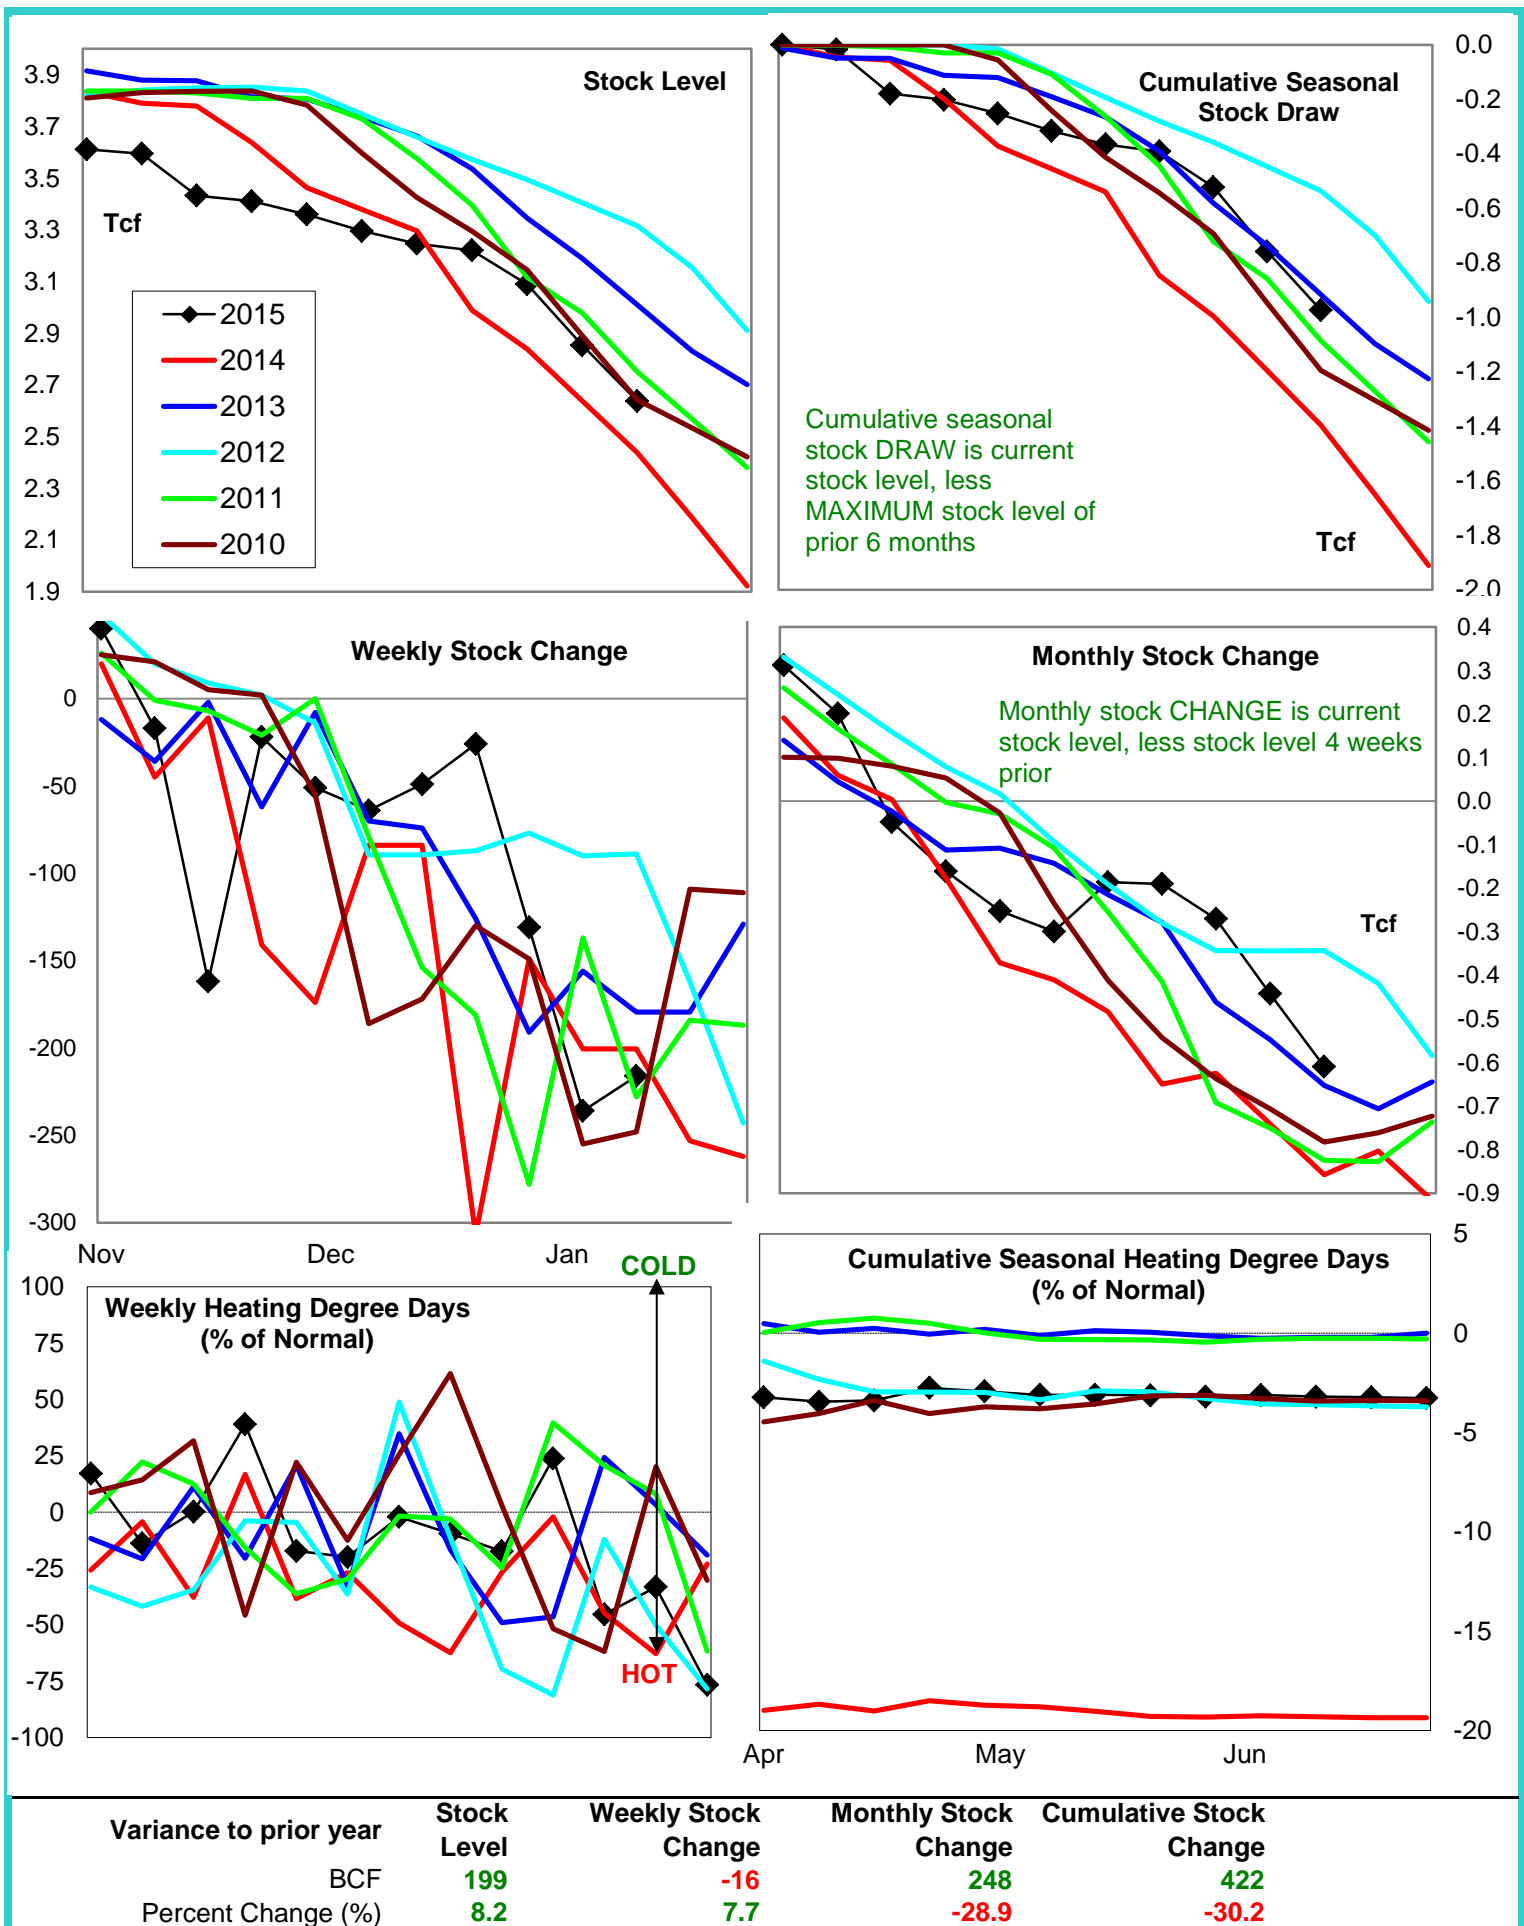 Stock Level
Tcf
3.9
3.7
3.5
3.3
3.1
2.9
2.7
2.5
2.3
2.1
1.9
2015
2014
2013
2012
2011
2010
Cumulative Seasonal
Stock Draw
0.0
-0.2
-0.4
-0.6
-0.8
-1.0
-1.2
-1.4
-1.6
-1.8
-2.0
Cumulative seasonal
stock DRAW is current
stock level, less
MAXIMUM stock level of
prior 6 months
Tcf
Weekly Stock Change
0
-50
-100
-150
-200
-250
-300
Nov Dec Jan
Monthly Stock Change
Monthly stock CHANGE is current
stock level, less stock level 4 weeks
prior
Tcf
0.4
0.3
0.2
0.1
0.0
-0.1
-0.2
-0.3
-0.4
-0.5
-0.6
-0.7
-0.8
-0.9
COLD
Weekly Heating Degree Days
(% of Normal)
100
75
50
25
0
-25
-50
-75
-100
HOT
Cumulative Seasonal Heating Degree Days
(% of Normal)
5
0
-5
-10
-15
-20
Apr May Jun
Variance to prior year
Stock
Level
Weekly Stock
Change
Monthly Stock
Change
Cumulative Stock
Change
BCF 199 -16 248 422
Percent Change (%) 8.2 7.7 -28.9 -30.2